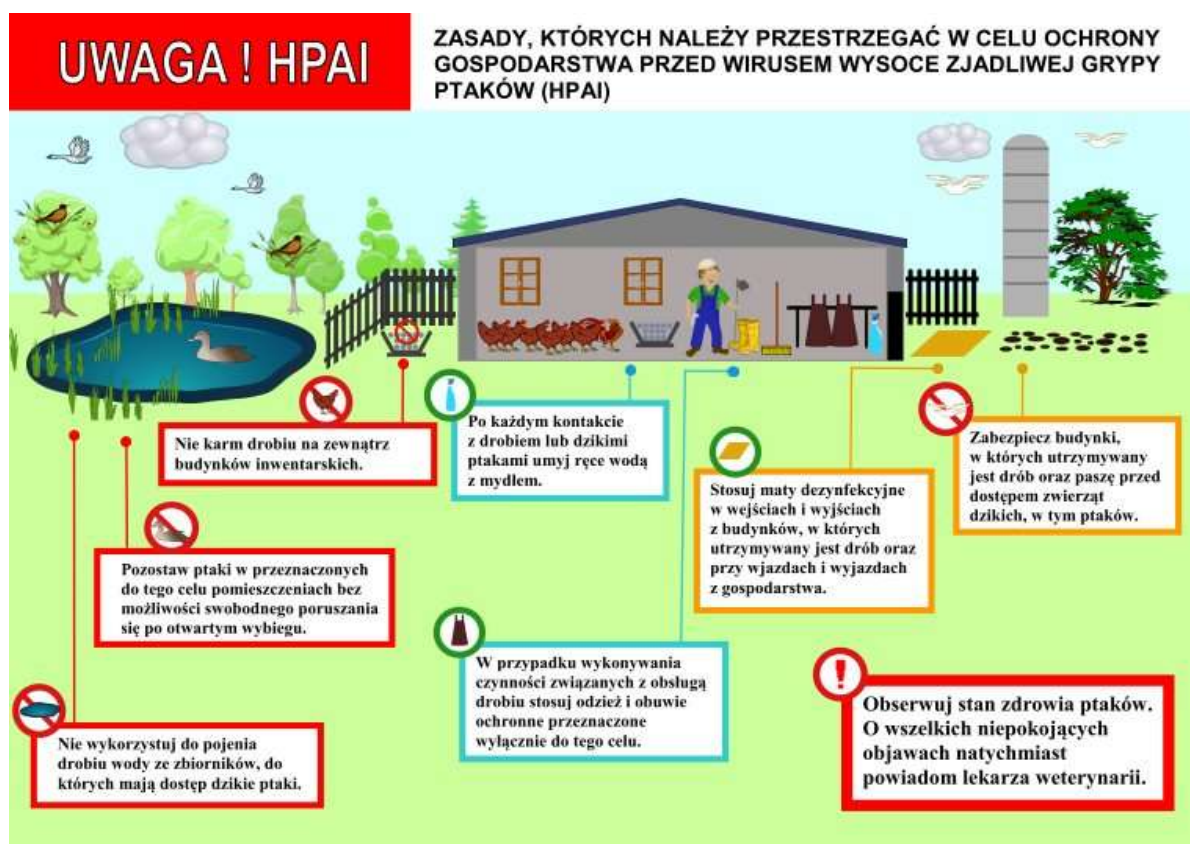 UWAGA ! HPAI
ZASADY, KTÓRYCH NALEŻY PRZESTRZEGAĆ W CELU OCHRONY
GOSPODARSTWA PRZED WIRUSEM WYSOCE ZJADLIWEJ GRYPY
PTAKÓW (HPAI)
Nie karm drobiu na zewnątrz
budynków inwentarskich.
Po każdym kontakcie
z drobiem lub dzikimi
ptakami umyj ręce wodą
z mydłem.
Zabezpiecz budynki,
w których utrzymywany
jest drób oraz paszę przed
dostępem zwierząt
dzikich, w tym ptaków.
Stosuj maty dezynfekcyjne
w wejściach i wyjściach
z budynków, w których
utrzymywany jest drób oraz
przy wjazdach i wyjazdach
z gospodarstwa.
Pozostaw ptaki w przeznaczonych
do tego celu pomieszczeniach bez
możliwości swobodnego poruszania
się po otwartym wybiegu.
W przypadku wykonywania
czynności związanych z obsługą
drobiu stosuj odzież i obuwie
ochronne przeznaczone
wyłącznie do tego celu.
Nie wykorzystuj do pojenia
drobiu wody ze zbiorników, do
których mają dostęp dzikie ptaki.
Obserwuj stan zdrowia ptaków.
O wszelkich niepokojących
objawach natychmiast
powiadom lekarza weterynarii.